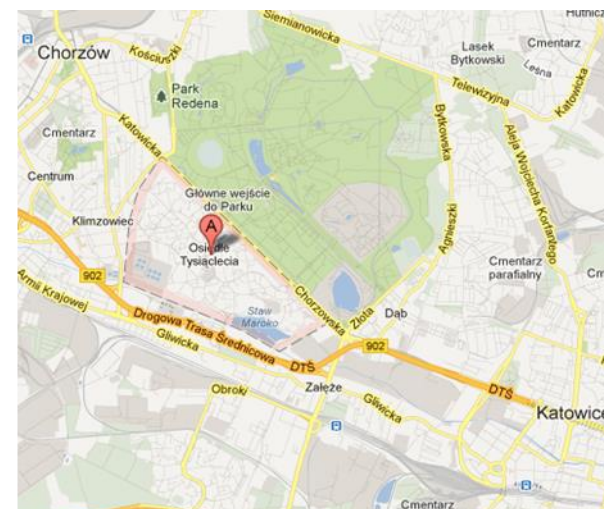 Hutnic
Siemianowicka
Chorzów
Kościuszki
Lasek
Bytkowski
Cmentarz
Leśna
Telewizyjna
Katowicka
Park
Redena
Bytkowska
Aleja Wojciecha Korfantego
Cmentarz
Katowicka
Centrum
Główne wejście
do Parku
Klimzowiec
A
Osiedle
Tysiąclecia
Agnieszki
902
Cmentarz
parafialny
Cm
Armii Krajowej
Staw
Maroko
Chorzowska
Złota
Dąb
Drogowa Trasa Średnicowa
Gliwicka
DTŚ
902
Obroki
Załęże
DTŚ
Gliwicka
Katowice
Cmentarz